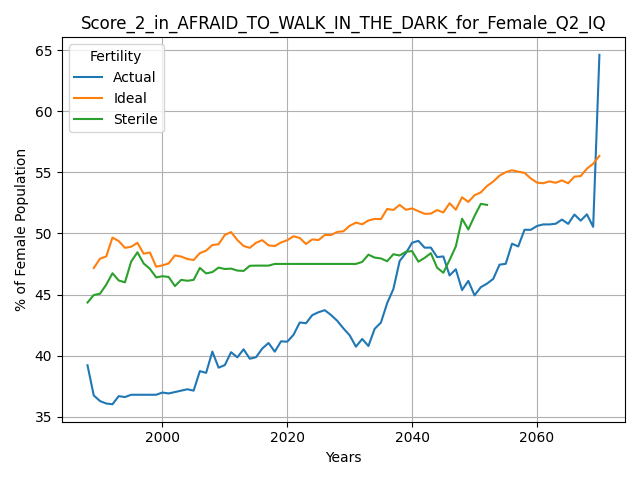 Score_2_in_AFRAID_TO_WALK_IN_THE_DARK_for_Female_Q2_IQ
Fertility
Actual
Ideal
Sterile
% of Female Population
65
60
55
50
45
40
35
2000
2020
2040
2060
Years